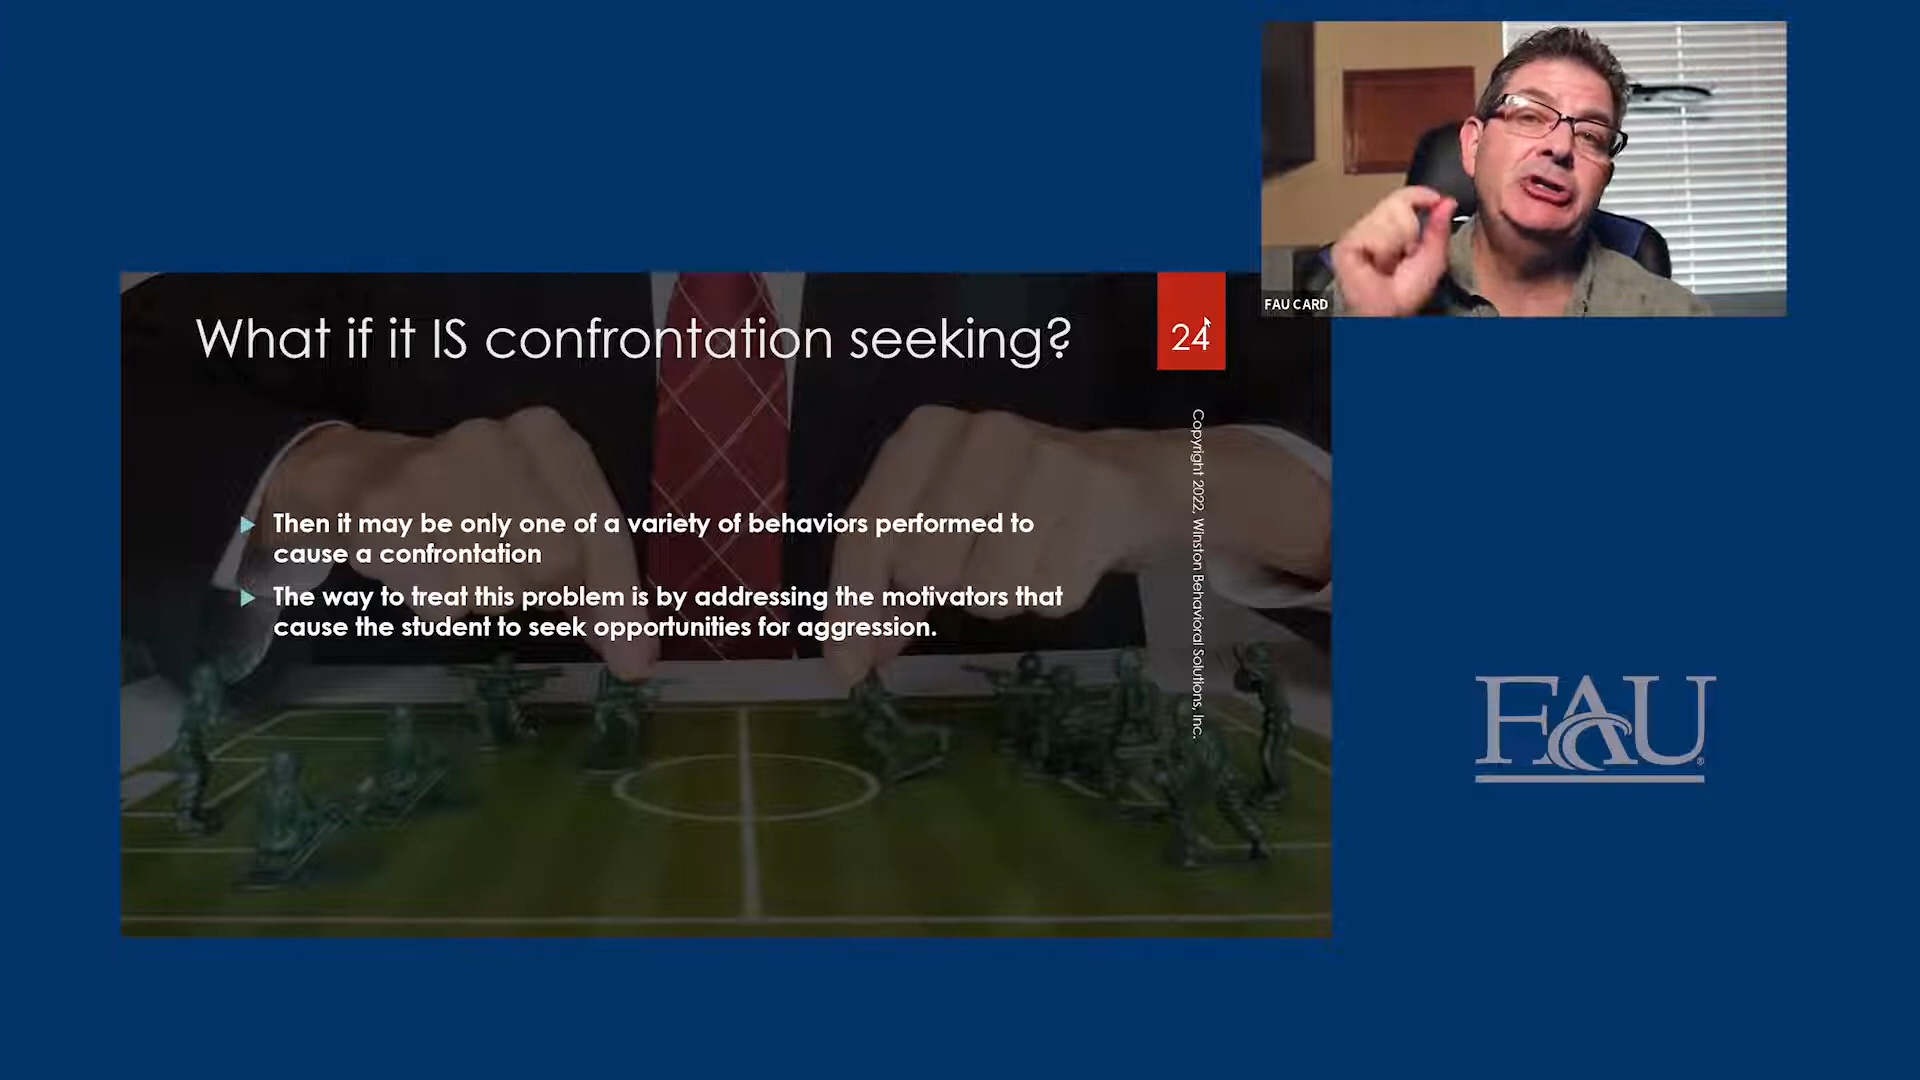 FAU CARD
What if it IS confrontation seeking?
24
Then it may be only one of a variety of behaviors performed to
cause a confrontation
The way to treat this problem is by addressing the motivators that
cause the student to seek opportunities for aggression.
Copyright 2022, Winston Behavioral Solutions, Inc.
FAU®